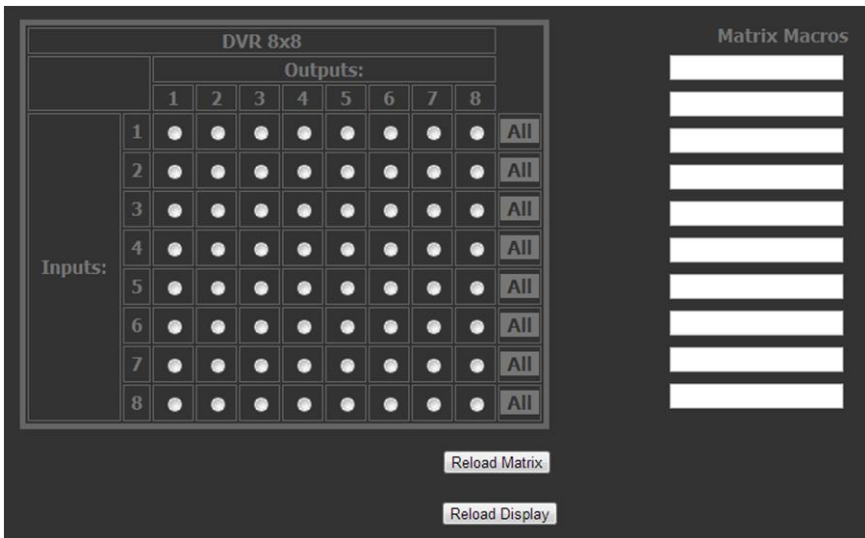 DVR 8x8
Outputs:
1 2 3 4 5 6 7 8
Inputs:
1 All
2 All
3 All
4 All
5 All
6 All
7 All
8 All
Matrix Macros
Reload Matrix
Reload Display